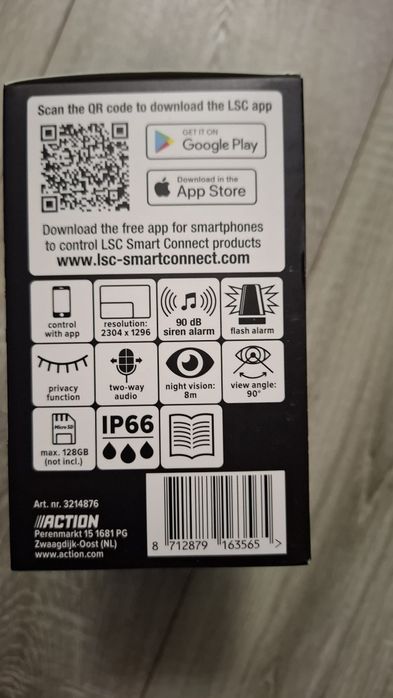 Scan the QR code to download the LSC app
GET IT ON
Google Play
Download in the
App Store
Download the free app for smartphones
to control LSC Smart Connect products
www.lsc-smartconnect.com
control
with app
resolution:
2304 x 1296
90 dB
siren alarm
flash alarm
privacy
function
two-way
audio
night vision:
8m
view angle:
90°
Micro SD
max. 128GB
(not incl.)
IP66
Art. nr. 3214876
ACTION
Perenmarkt 15 1681 PG
Zwaagdijk-Oost (NL)
www.action.com
8 712879 163565 >